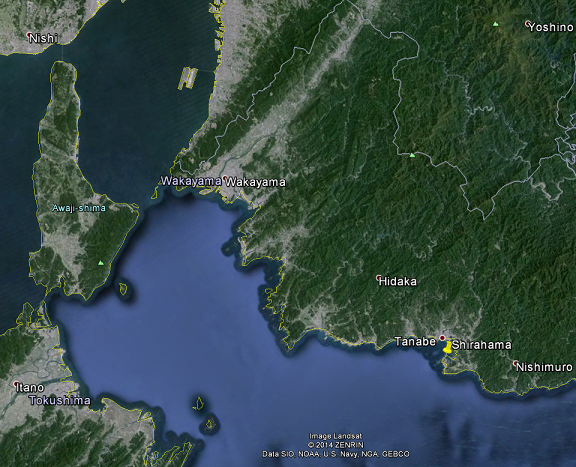 Yoshino
Nishi
Wakayama
Wakayama
Awaji-shima
Hidaka
Tanabe
Shirahama
Nishimuro
Itano
Tokushima
Image Landsat
© 2014 ZENRIN
Data SIO, NOAA, U.S. Navy, NGA, GEBCO